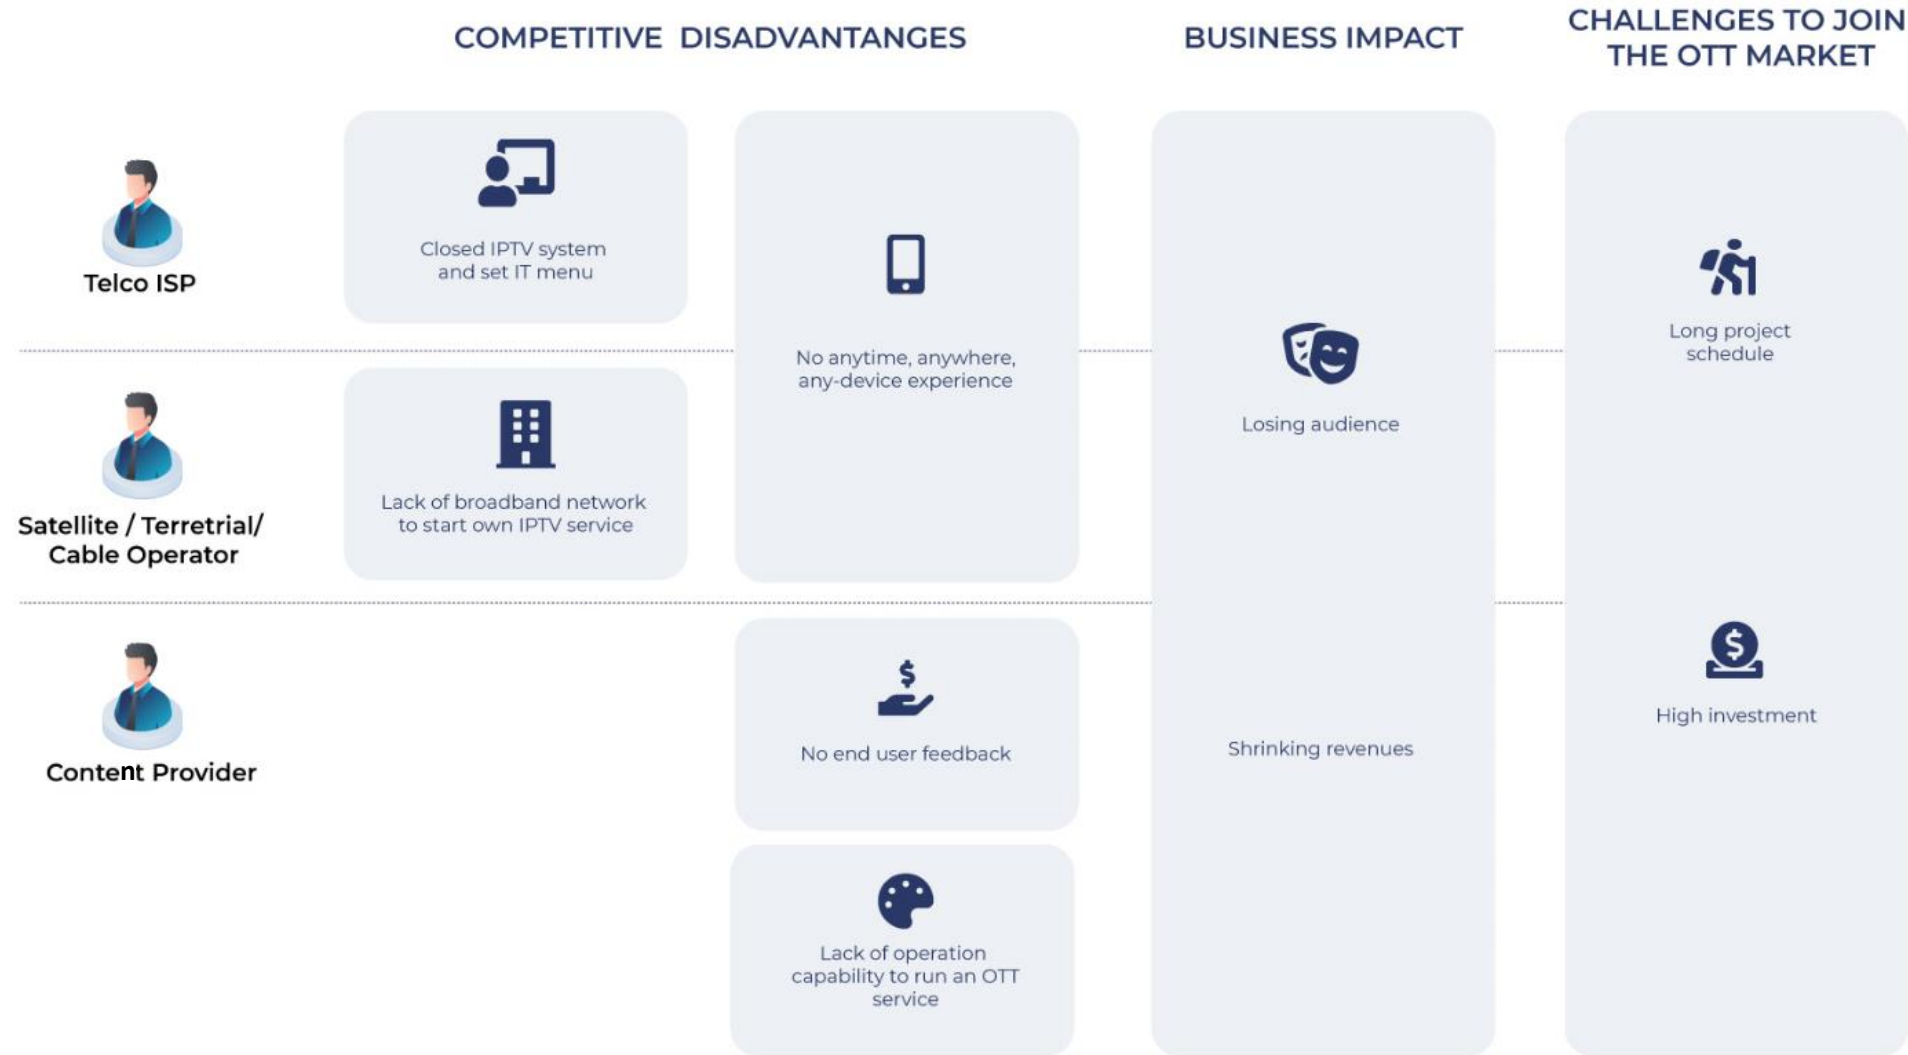 COMPETITIVE DISADVANTANGES
BUSINESS IMPACT
CHALLENGES TO JOIN
THE OTT MARKET
Telco ISP
Closed IPTV system
and set IT menu
No anytime, anywhere,
any-device experience
Losing audience
Long project
schedule
Satellite / Terretrial/
Cable Operator
Lack of broadband network
to start own IPTV service
Content Provider
No end user feedback
Shrinking revenues
High investment
Lack of operation
capability to run an OTT
service